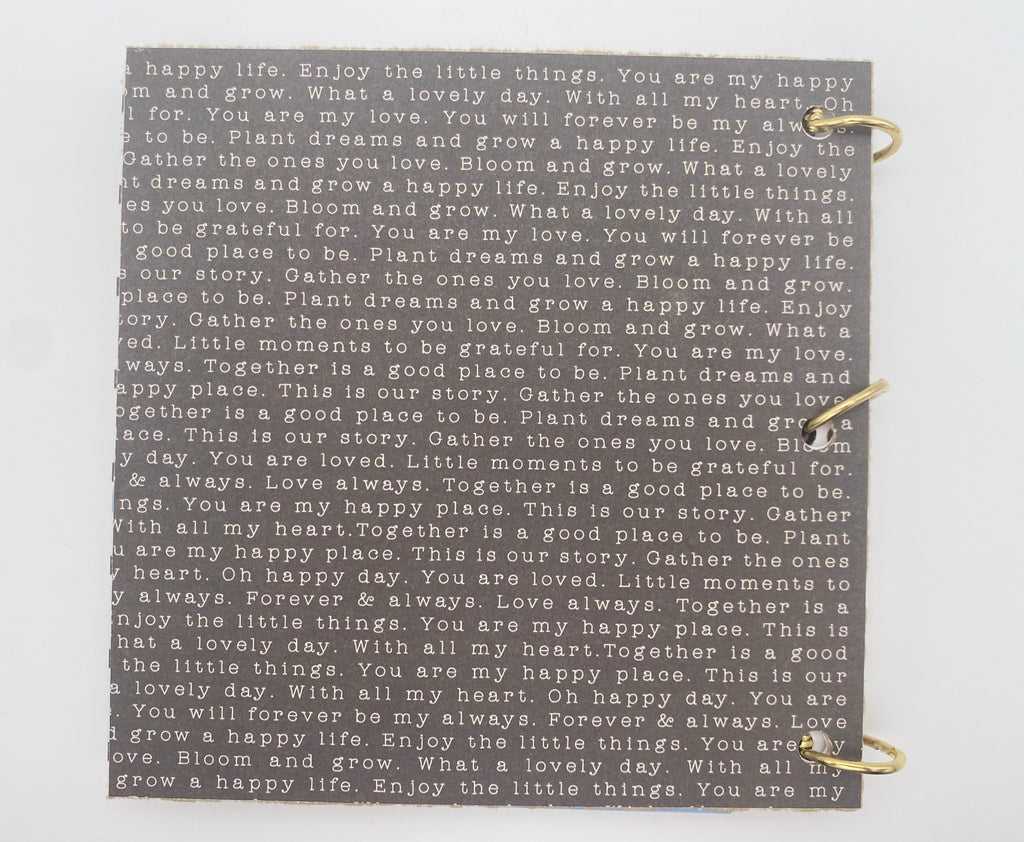 happy life. Enjoy the little things. You are my happy
and grow. What a lovely day. With all my heart. Oh
for. You are my love. You will forever be my
to be. Plant dreams and grow a happy life. Enjoy the
Gather the ones you love. Bloom and grow. What a lovely
dreams and grow a happy life. Enjoy the little things.
you love. Bloom and grow. What a lovely day. With all
to be grateful for. You are my love. You will forever be
good place to be. Plant dreams and grow a happy life.
our story. Gather the ones you love. Bloom and grow.
place to be. Plant dreams and grow a happy life. Enjoy
Gather the ones you love. Bloom and grow. What a
Little moments to be grateful for. You are my love.
Together is a good place to be. Plant dreams and
place. This is our story. Gather the ones you love
is a good place to be. Plant dreams and a
This is our story. Gather the ones you love.
day. You are loved. Little moments to be grateful for.
& always. Love always. Together is a good place to be.
You are my happy place. This is our story. Gather
With all my heart.Together is a good place to be. Plant
are my happy place. This is our story. Gather the ones
heart. Oh happy day. You are loved. Little moments to
always. Forever & always. Love always. Together is a
the little things. You are my happy place. This is
a lovely day. With all my heart.Together is a good
the little things. You are my happy place. This is our
a lovely day. With all my heart. Oh happy day. You are
You will forever be my always. Forever & always. Love
grow a happy life. Enjoy the little things. You are
Bloom and grow. What a lovely day. With all my
grow a happy life. Enjoy the little things. You are my